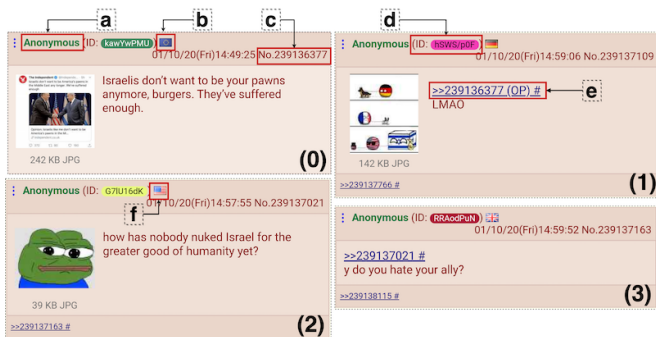 a
b
c
Anonymous (ID: kawYwPMU)
01/10/20(Fri)14:49:25 No.239136377
Israelis don't want to be your pawns
anymore, burgers. They've suffered
enough.
242 KB JPG
(0)
d
Anonymous (ID: hSWS/p0F)
01/10/20(Fri)14:59:06 No.239137109
>>239136377 (OP) #
LMAO
e
142 KB JPG
>>239137766 #
(1)
Anonymous (ID: G7IU16dK)
01/10/20(Fri)14:57:55 No.239137021
f
how has nobody nuked Israel for the
greater good of humanity yet?
39 KB JPG
>>239137163 #
(2)
Anonymous (ID: RRAodPuN)
01/10/20(Fri)14:59:52 No.239137163
>>239137021 #
y do you hate your ally?
>>239138115 #
(3)